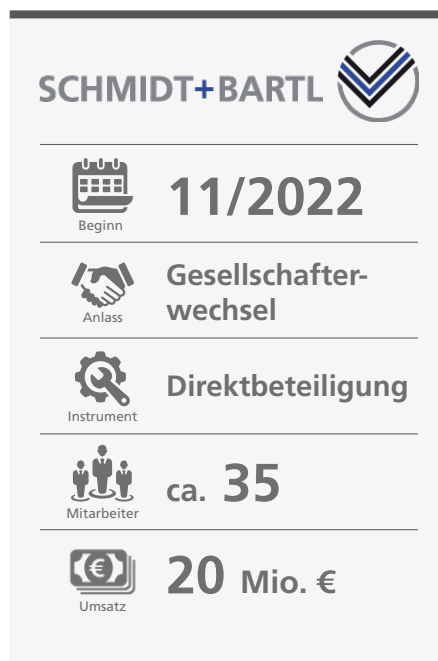 SCHMIDT+BARTL
11/2022
Beginn
Gesellschafter-
wechsel
Anlass
Direktbeteiligung
Instrument
ca. 35
Mitarbeiter
20 Mio. €
€
Umsatz